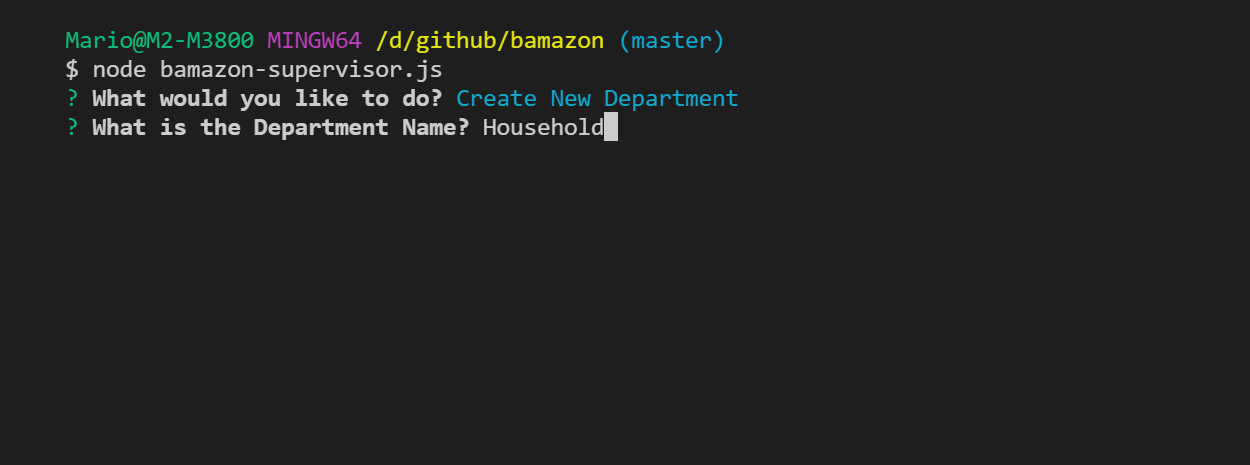 Mario@M2-M3800 MINGW64 /d/github/bamazon (master)
$ node bamazon-supervisor.js
? What would you like to do? Create New Department
? What is the Department Name? Household